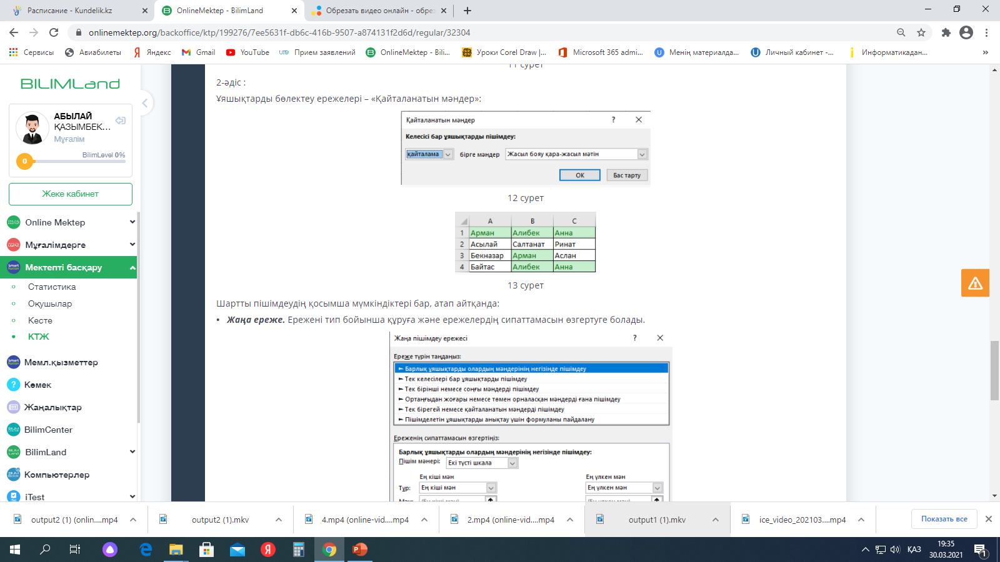 Расписание - Kundelik.kz
OnlineMektep - BilimLand
Обрезать видео онлайн - обрез
onlinemektep.org/backoffice/ktp/199276/7ee5631f-db6c-416b-9507-a874131f2d6d/regular/32304
Сервисы
Авиабилеты
Яндекс
Gmail
YouTube
Прием заявлений
OnlineMektep - Bili...
Уроки Corel Draw |...
Microsoft 365 admi...
Менің материалда...
Личный кабинет -...
Информатикадан...
BILIMLand
АБЫЛАЙ
ҚАЗЫМБЕК...
Мұғалім
BilimLevel 0%
0
Жеке кабинет
Online Mektep
Мұғалімдерге
Мектепті басқару
Статистика
Оқушылар
Кесте
КТЖ
Мемл.қызметтер
Көмек
Жаңалықтар
BilimCenter
BilimLand
Компьютерлер
iTest
11 сурет
2-әдіс :
Ұяшықтарды бөлектеу ережелері – «Қайталанатын мәндер»:
Қайталанатын мәндер ?
Келесісі бар ұяшықтарды пішімдеу:
қайталама бірге мәндер Жасыл бояу қара-жасыл мәтін
OK Бас тарту
12 сурет
A B C
1 Арман Алибек Анна
2 Асылай Салтанат Ринат
3 Бекназар Арман Аслан
4 Байтас Алибек Анна
13 сурет
Шартты пішімдеудің қосымша мүмкіндіктері бар, атап айтқанда:
• Жаңа ереже. Ережені тип бойынша құруға және ережелердің сипаттамасын өзгертуге болады.
Жаңа пішімдеу ережесі ?
Ереже түрін таңдаңыз:
► Барлық ұяшықтарды олардың мәндерінің негізінде пішімдеу
► Тек келесілері бар ұяшықтарды пішімдеу
► Тек бірінші немесе соңғы мәндерді пішімдеу
► Ортаңғыдан жоғары немесе төмен орналасқан мәндерді ғана пішімдеу
► Тек бірегей немесе қайталанатын мәндерді пішімдеу
► Пішімделетін ұяшықтарды анықтау үшін формуланы пайдалану
Ереженің сипаттамасын өзгертіңіз:
Барлық ұяшықтарды олардың мәндерінің негізінде пішімдеу:
Пішім мәнері: Екі түсті шкала
Ең кіші мән Ең үлкен мән
Түр: Ең кіші мән Ең үлкен мән
Мән: (Ең кіші мән) (Ең үлкен мән)
output2 (1) (onlin....mp4
output2 (1).mkv
4.mp4 (online-vid....mp4
2.mp4 (online-vid....mp4
output1 (1).mkv
ice_video_202103....mp4
Показать все
ҚАЗ
19:35
30.03.2021
1